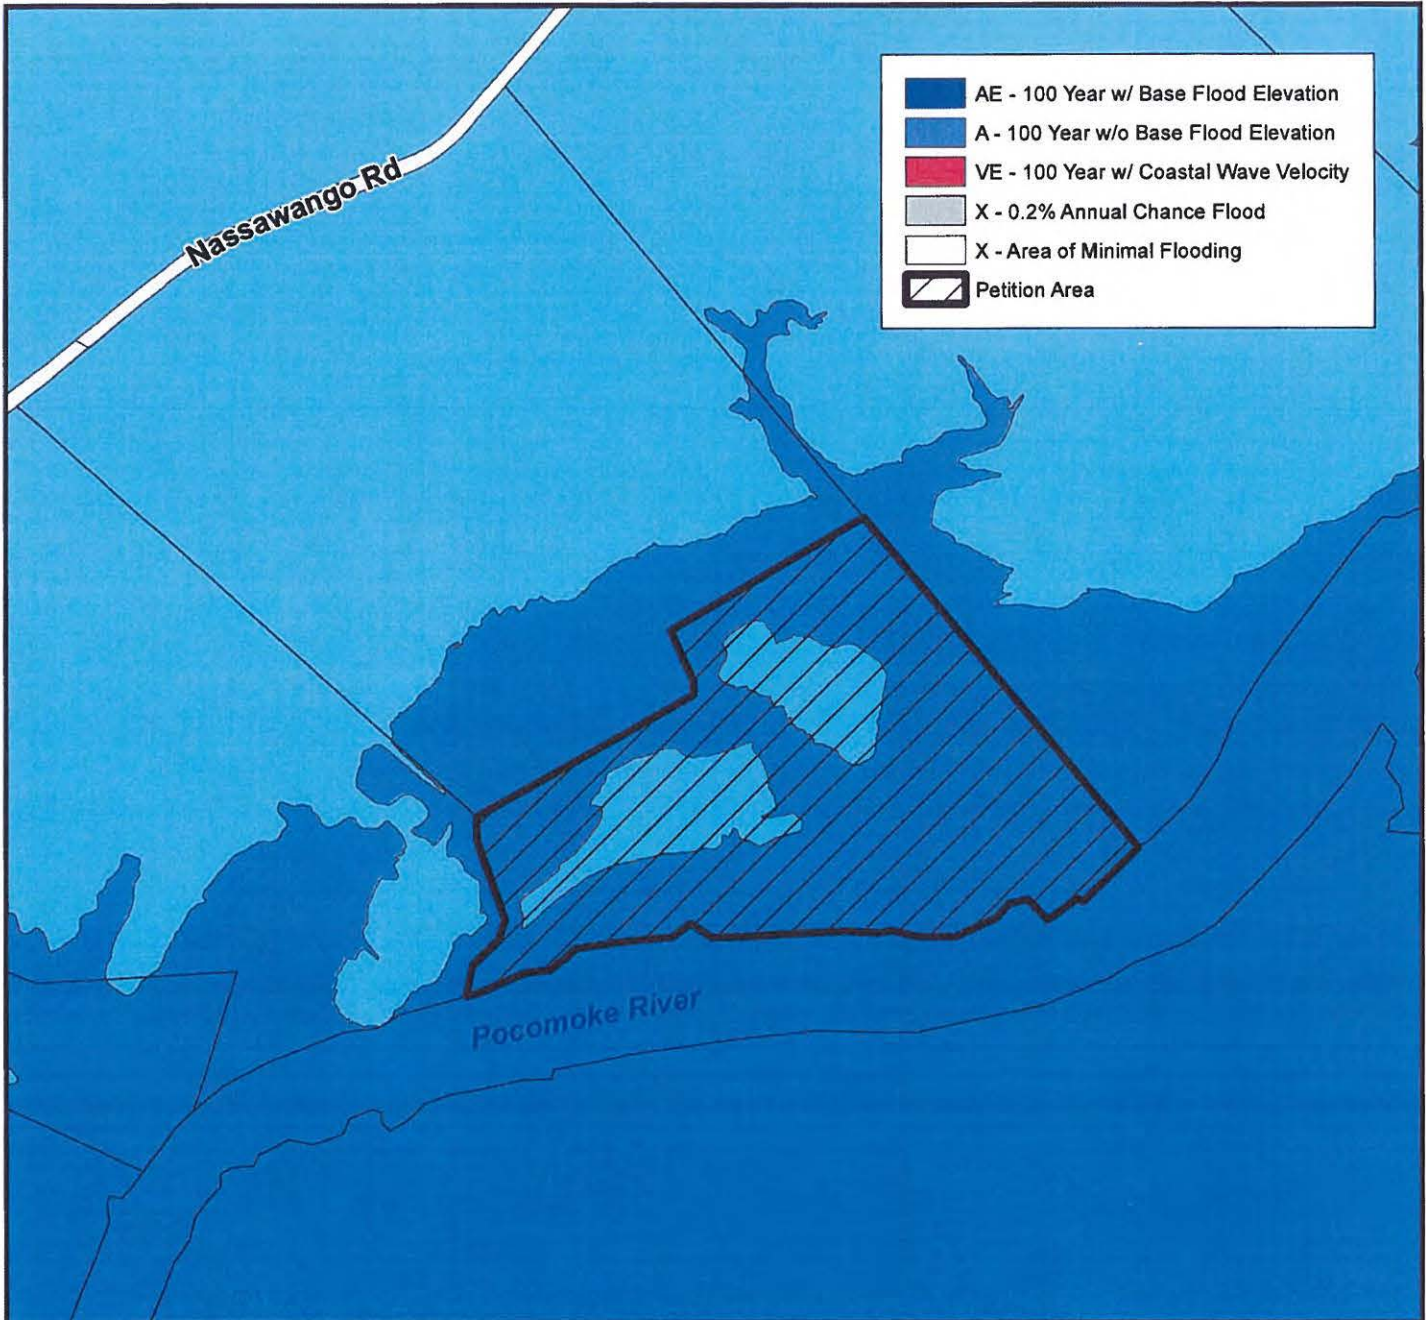 AE - 100 Year w/ Base Flood Elevation
A - 100 Year w/o Base Flood Elevation
VE - 100 Year w/ Coastal Wave Velocity
X - 0.2% Annual Chance Flood
X - Area of Minimal Flooding
Petition Area
Nassawango Rd
Pocomoke River